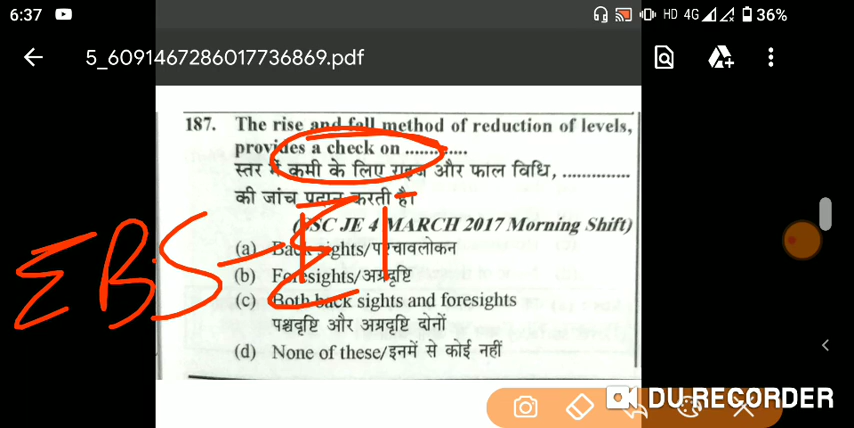 6:37 HD 4G 36%
5_6091467286017736869.pdf
187. The rise and fall method of reduction of levels,
provides a check on .............
स्तर में कमी के लिए राइज और फाल विधि, ..............
की जांच प्रदान करती है।
JE 4 MARCH 2017 Morning Shift)
(a) Back sights/पश्चावलोकन
(b) Foresights/अग्रदृष्टि
(c) Both back sights and foresights
पश्चदृष्टि और अग्रदृष्टि दोनों
(d) None of these/इनमें से कोई नहीं
ΣBS-ΣF
DU RECORDER